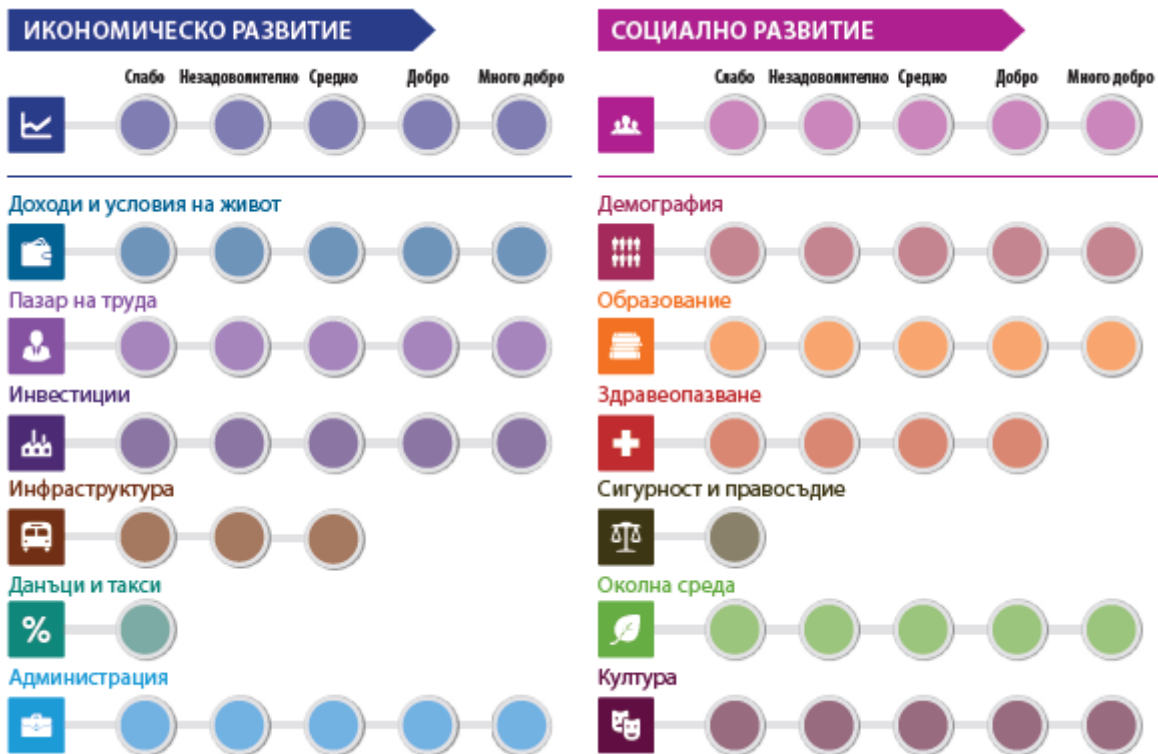 ИКОНОМИЧЕСКО РАЗВИТИЕ
Слабо Незадоволително Средно Добро Много добро
Доходи и условия на живот
Пазар на труда
Инвестиции
Инфраструктура
Данъци и такси
%
Администрация
СОЦИАЛНО РАЗВИТИЕ
Слабо Незадоволително Средно Добро Много добро
Демография
Образование
Здравеопазване
Сигурност и правосъдие
Околна среда
Култура